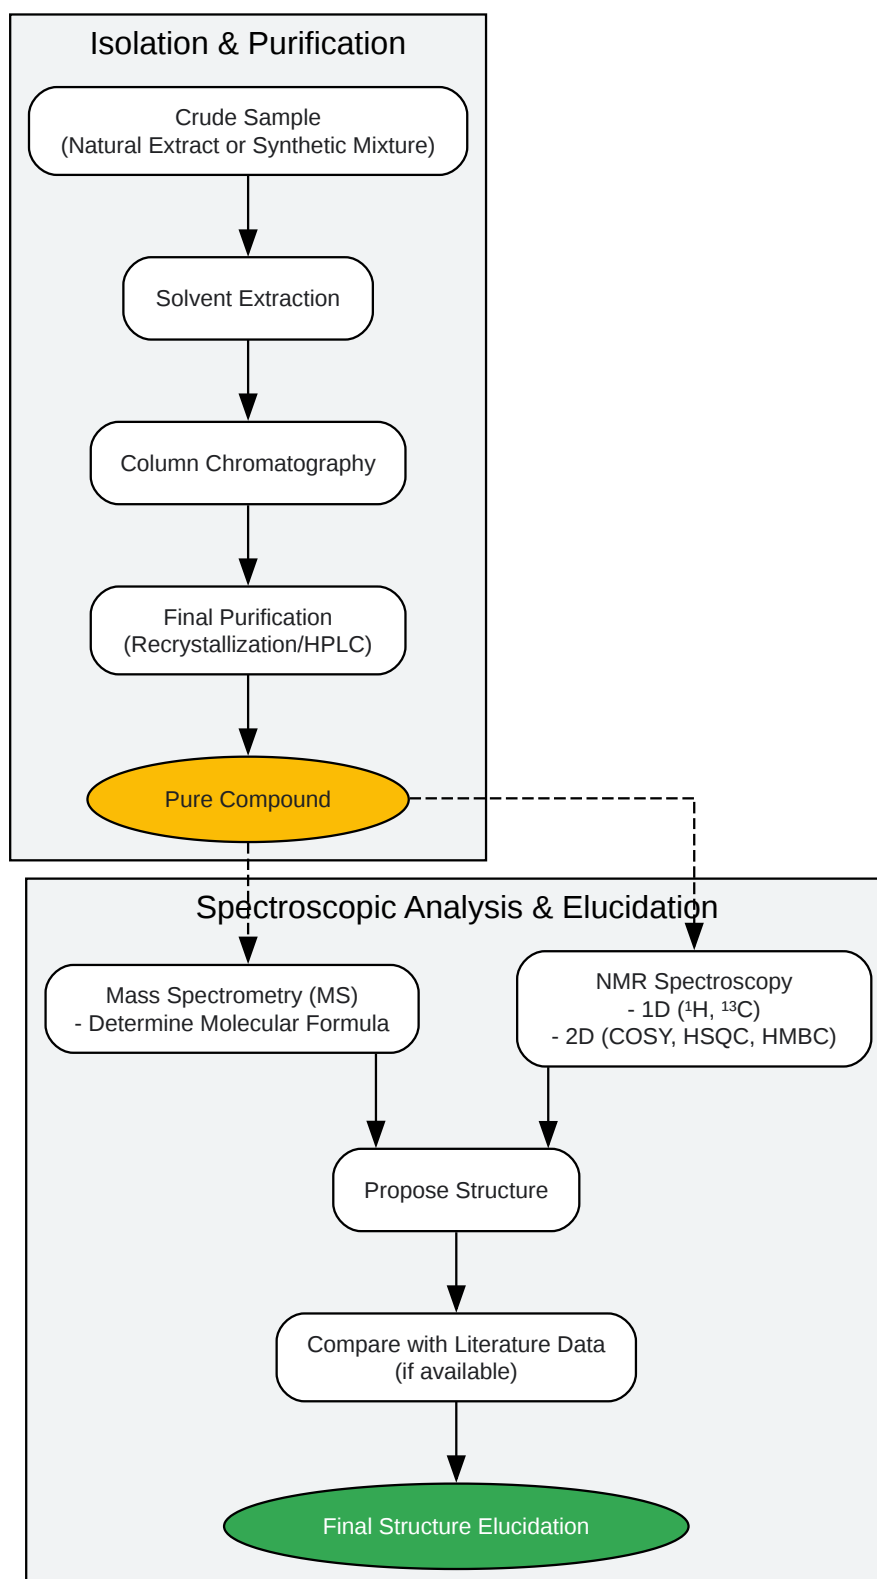 Isolation & Purification
Crude Sample
(Natural Extract or Synthetic Mixture)
Solvent Extraction
Column Chromatography
Final Purification
(Recrystallization/HPLC)
Pure Compound
Spectroscopic Analysis & Elucidation
Mass Spectrometry (MS)
- Determine Molecular Formula
NMR Spectroscopy
- 1D (¹H, ¹³C)
- 2D (COSY, HSQC, HMBC)
Propose Structure
Compare with Literature Data
(if available)
Final Structure Elucidation